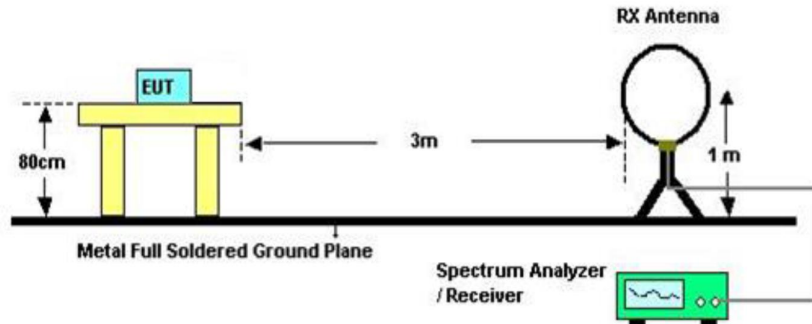 RX Antenna
EUT
3m
80cm
1 m
Metal Full Soldered Ground Plane
Spectrum Analyzer
/ Receiver